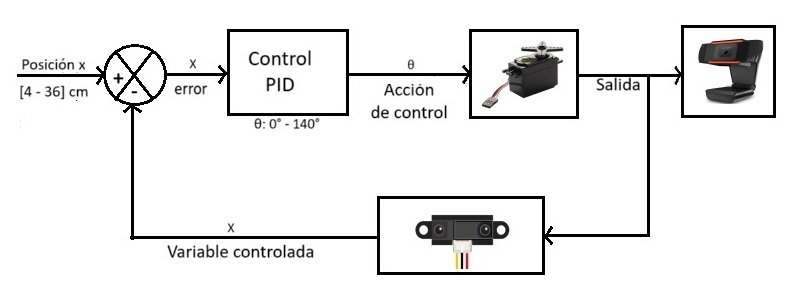 Posición x
[4 - 36] cm
+
-
X
error
Control
PID
θ: 0° - 140°
θ
Acción
de control
Salida
X
Variable controlada